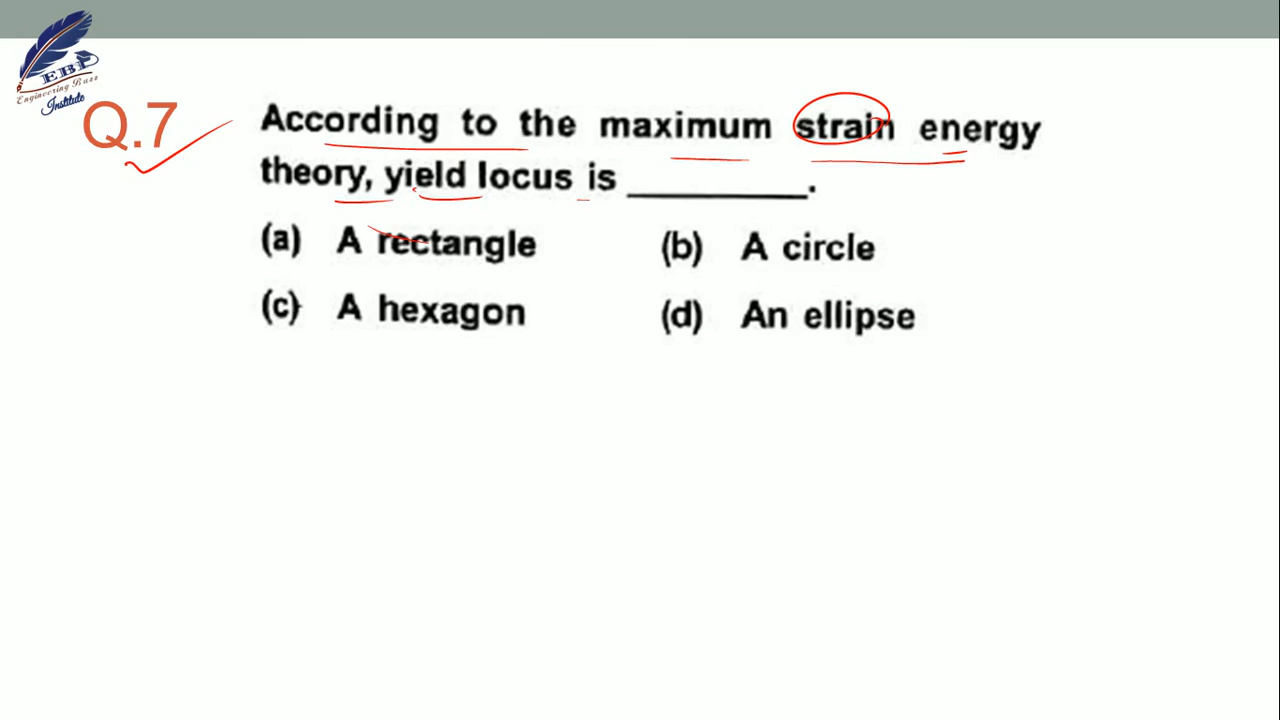 EBI
Engineering Buzz
Institute
Q.7
According to the maximum strain energy
theory, yield locus is _________.
(a) A rectangle (b) A circle
(c) A hexagon (d) An ellipse